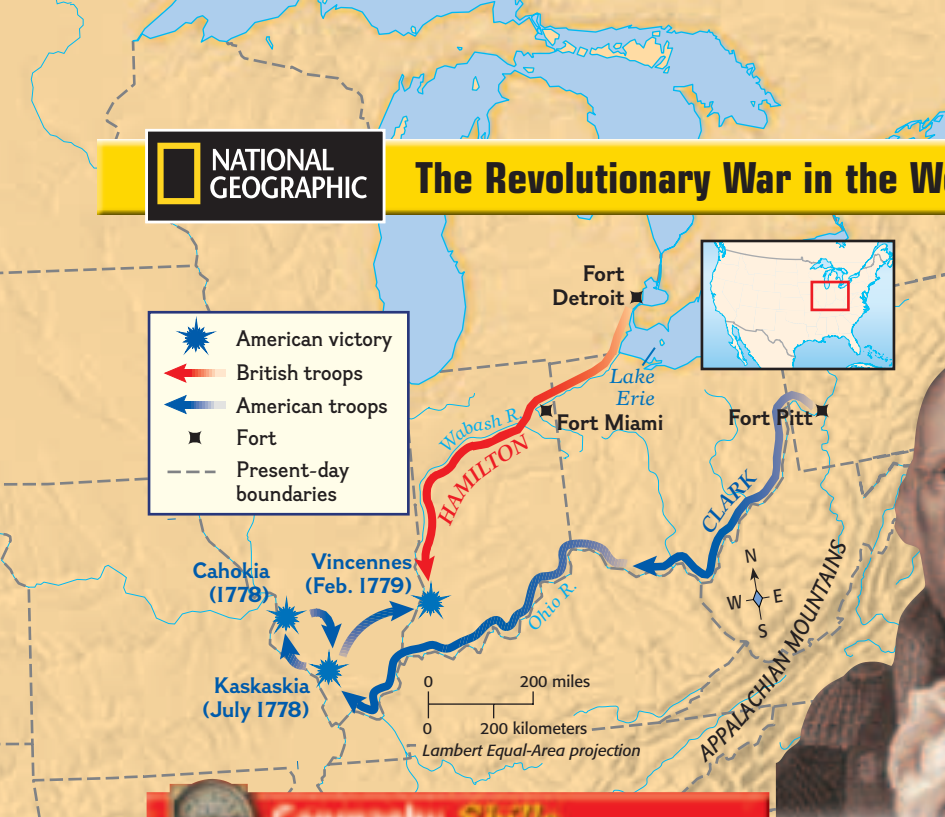 NATIONAL
GEOGRAPHIC
The Revolutionary War in the
Fort
Detroit
American victory
British troops
American troops
Fort
Present-day
boundaries
Lake
Erie
Fort Miami
Fort Pitt
Wabash R.
HAMILTON
CLARK
Cahokia
(1778)
Vincennes
(Feb. 1779)
Ohio R.
N
W
E
S
APPALACHIAN MOUNTAINS
Kaskaskia
(July 1778)
0
200 miles
0
200 kilometers
Lambert Equal-Area projection